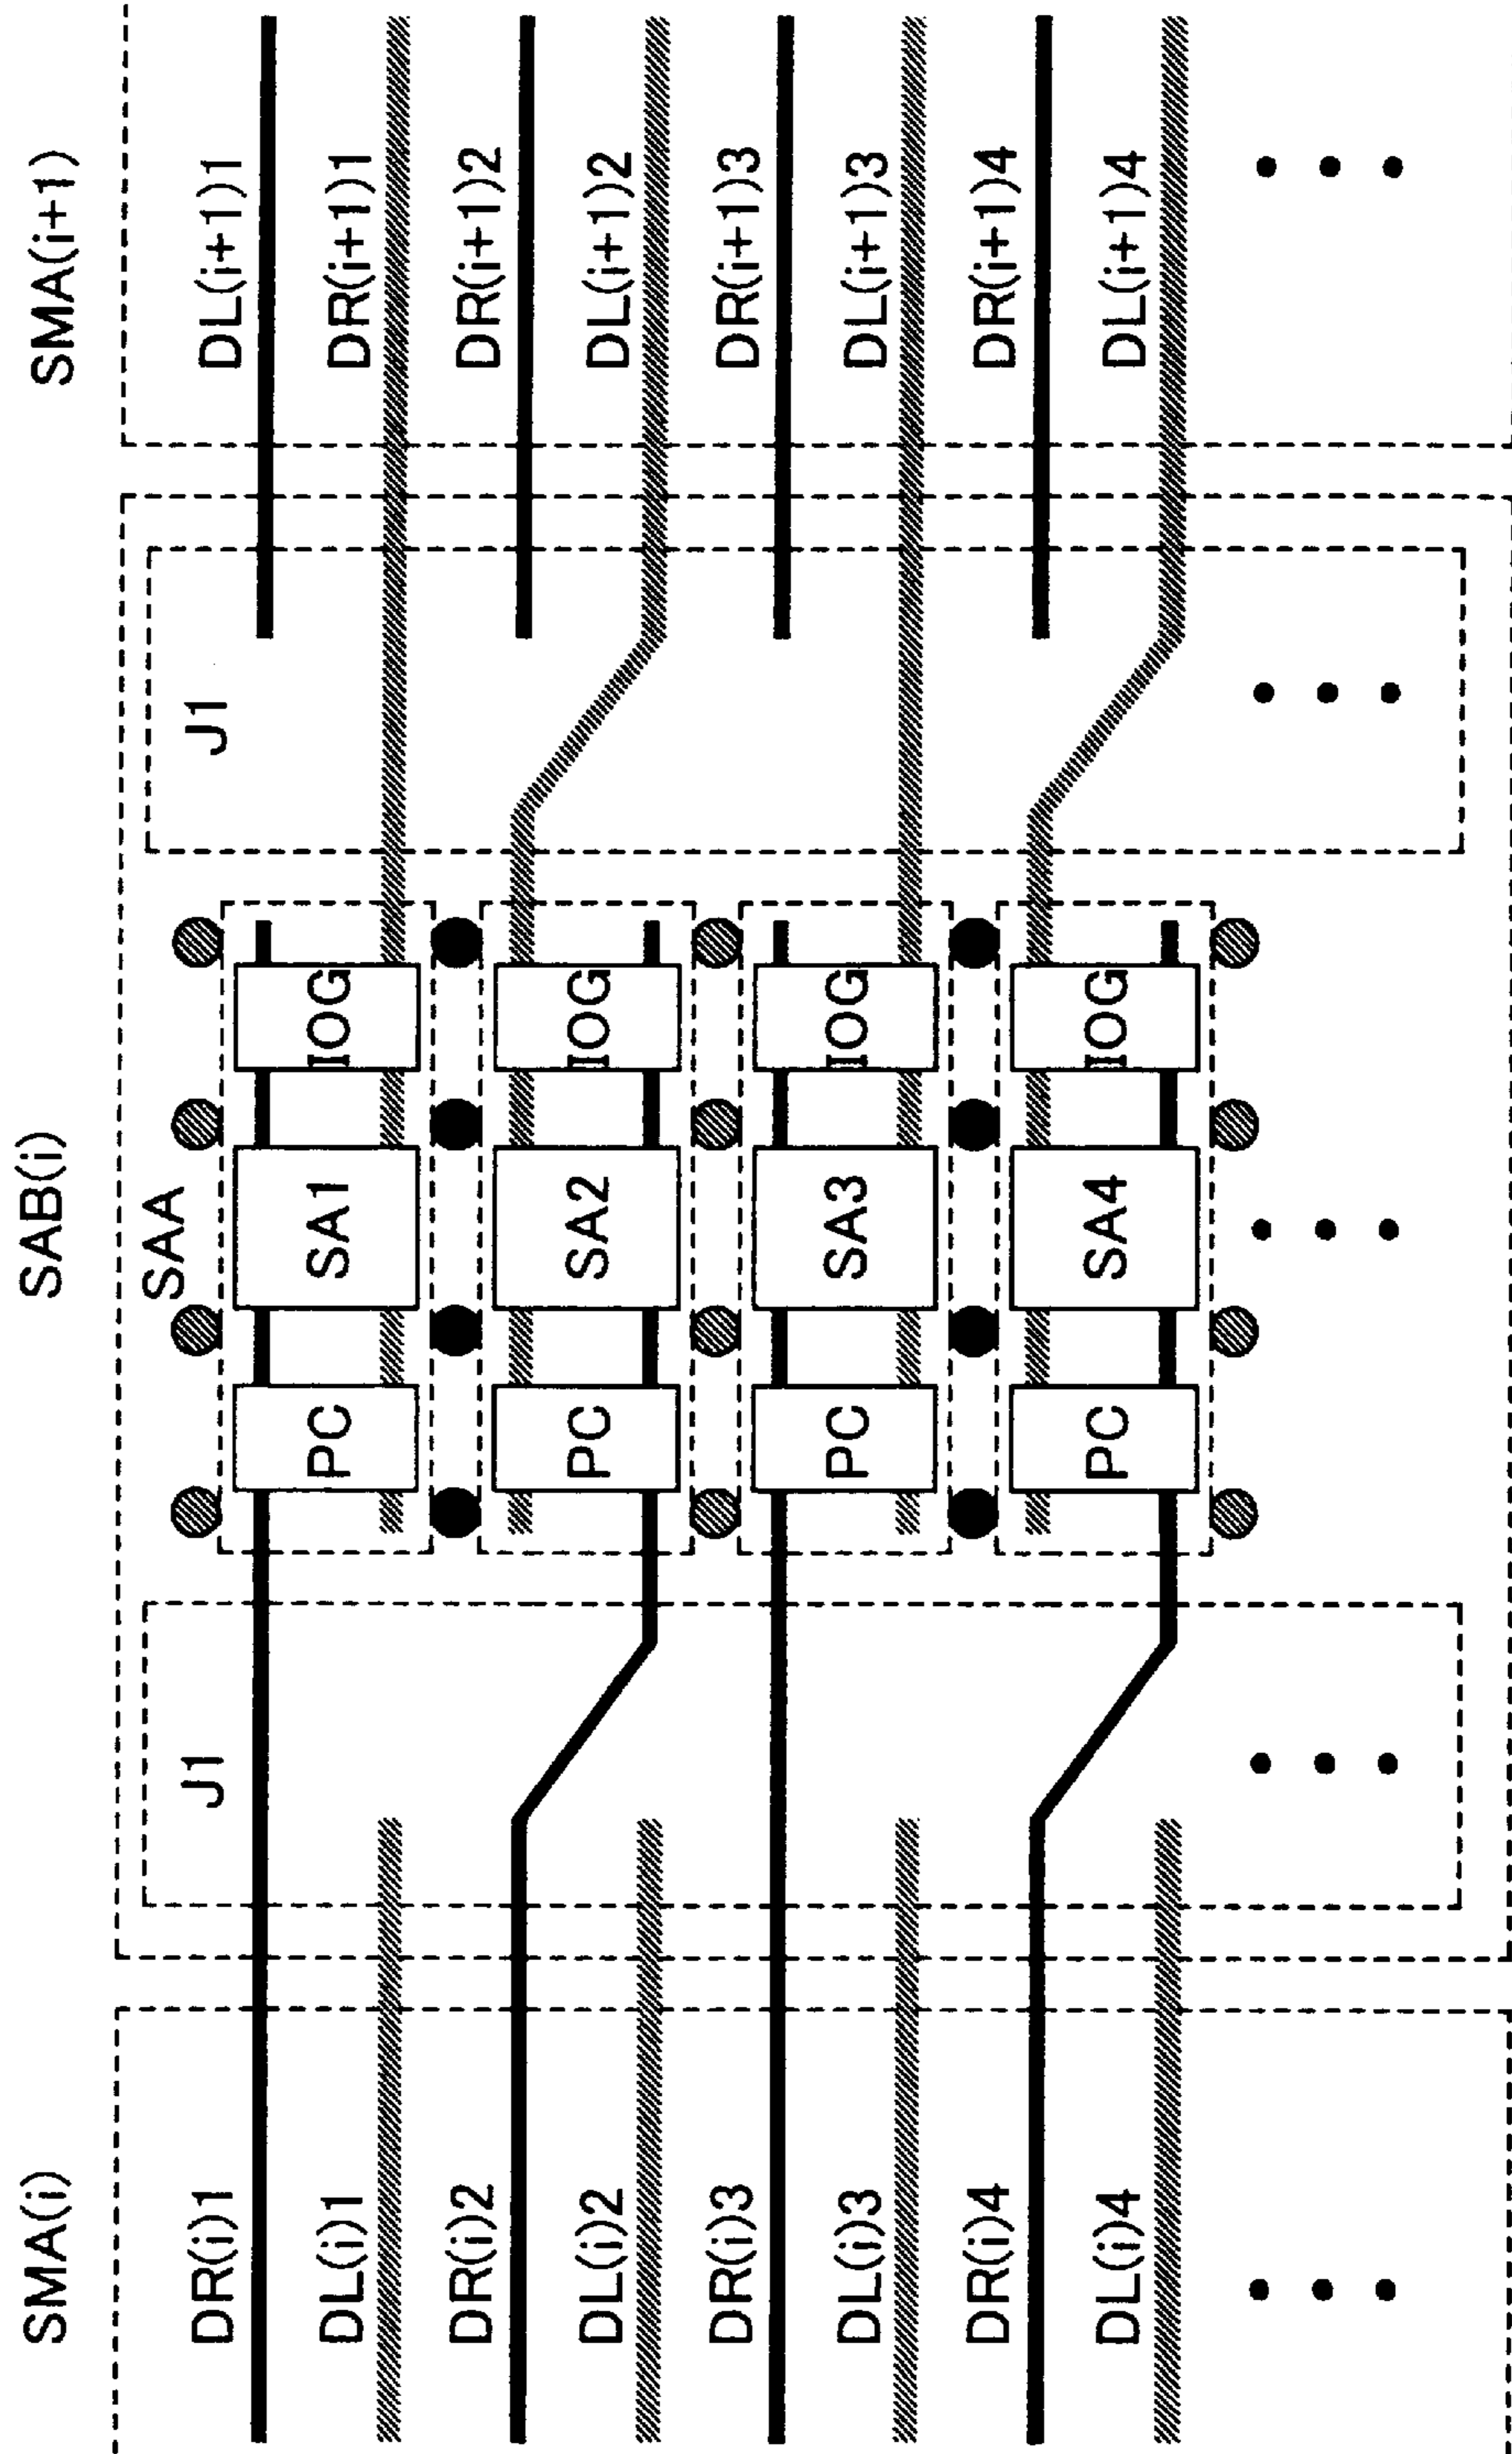 SMA(i)
SAB(i)
SMA(i+1)
J1
SAA
J1
DR(i)1
DL(i)1
DR(i)2
DL(i)2
DR(i)3
DL(i)3
DR(i)4
DL(i)4
PC
SA1
IOG
PC
SA2
IOG
PC
SA3
IOG
PC
SA4
IOG
DL(i+1)1
DR(i+1)1
DR(i+1)2
DL(i+1)2
DR(i+1)3
DL(i+1)3
DR(i+1)4
DL(i+1)4